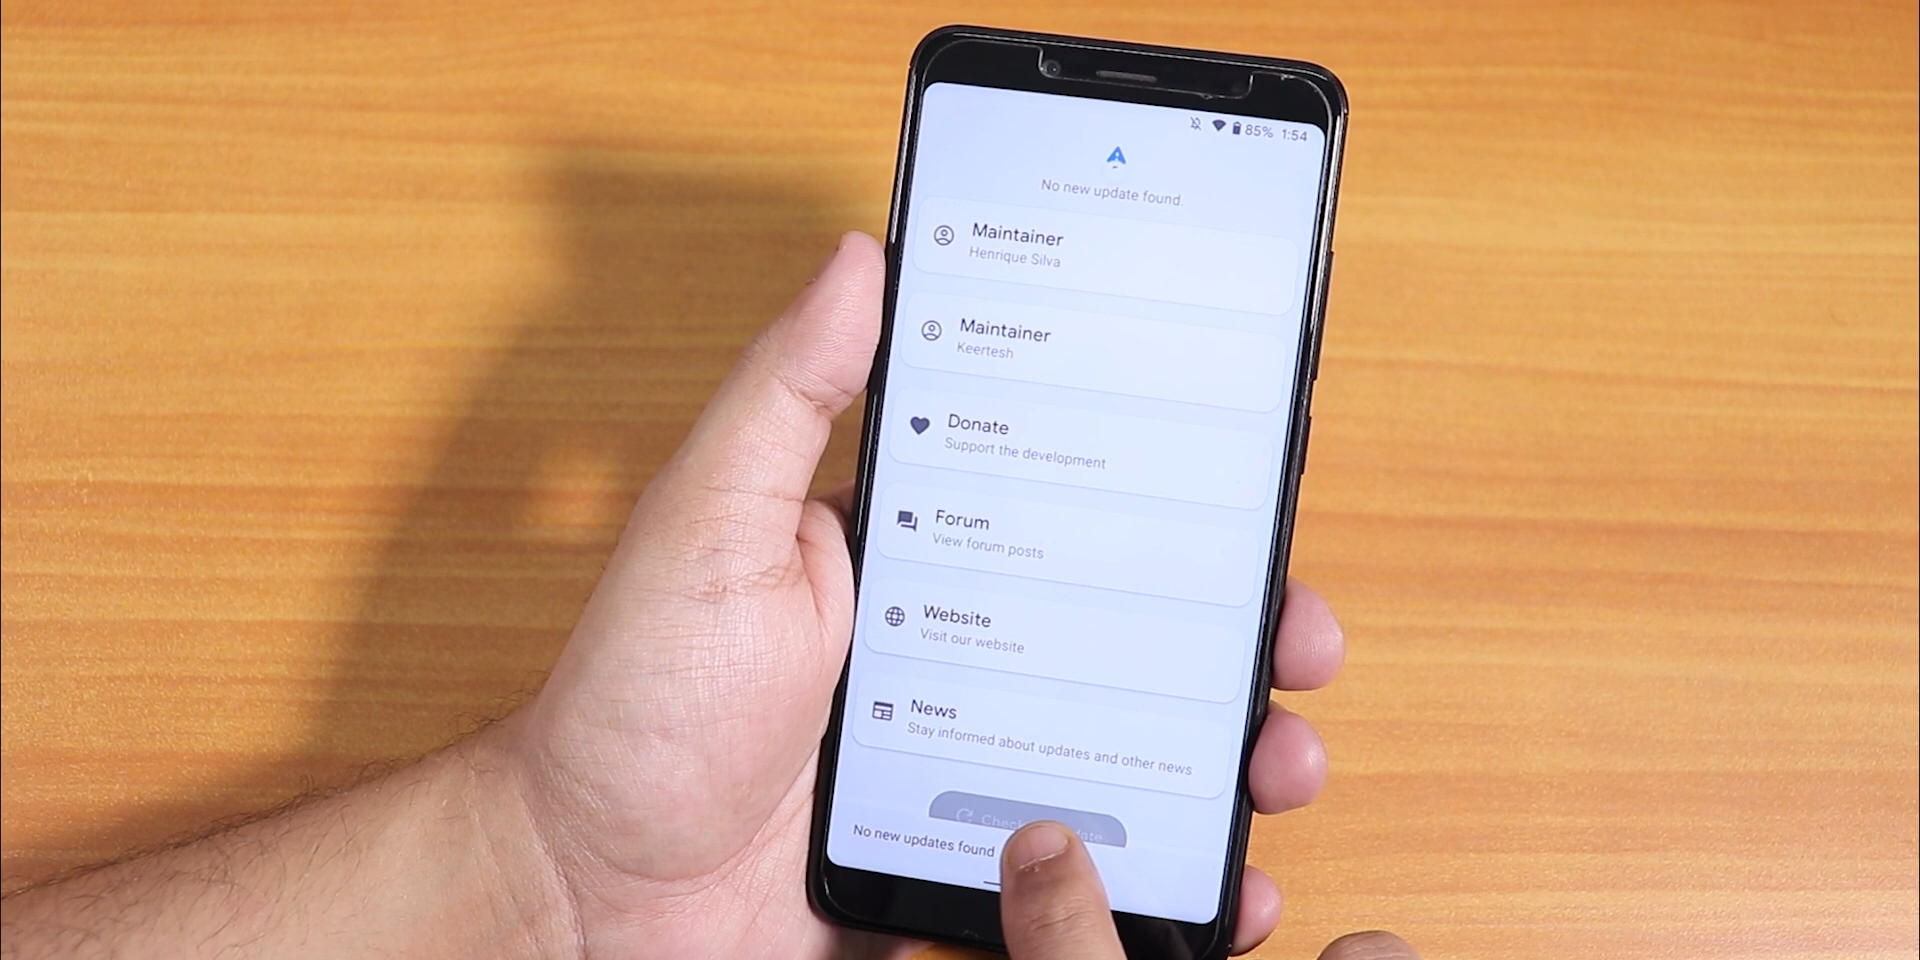 85% 1:54
No new update found.
Maintainer
Henrique Silva
Maintainer
Keertesh
Donate
Support the development
Forum
View forum posts
Website
Visit our website
News
Stay informed about updates and other news
No new updates found